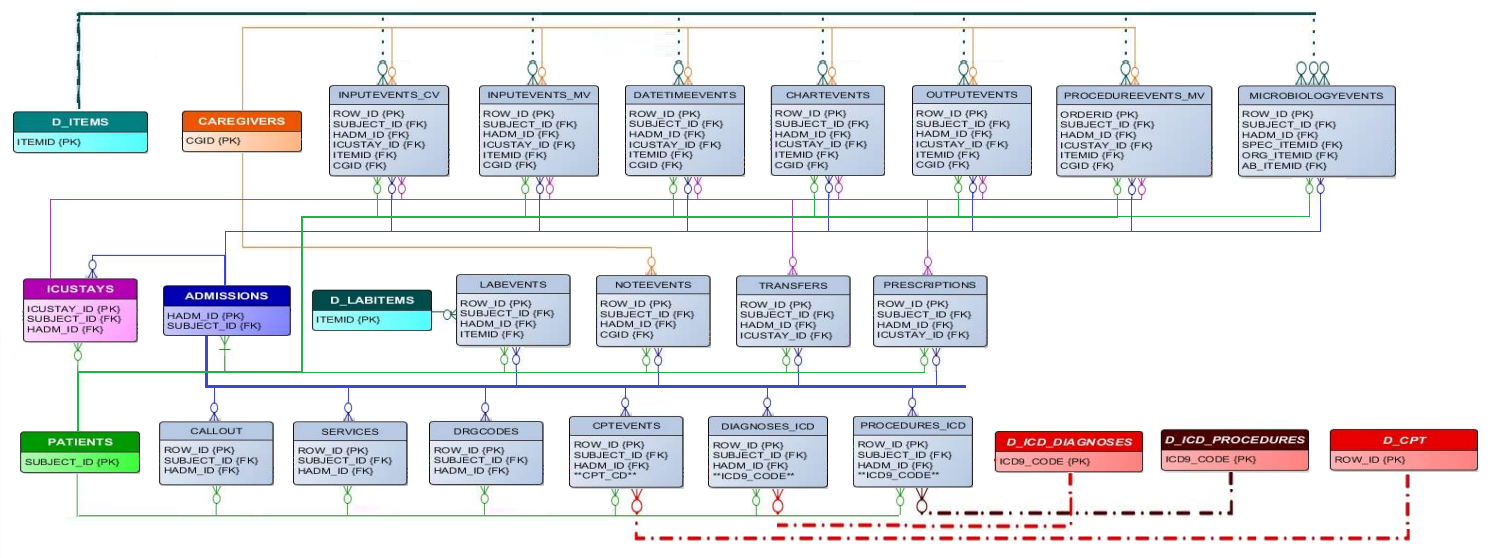 INPUTEVENTS_CV
ROW_ID {PK}
SUBJECT_ID {FK}
HADM_ID {FK}
ICUSTAY_ID {FK}
ITEMID {FK}
CGID {FK}
INPUTEVENTS_MV
ROW_ID {PK}
SUBJECT_ID {FK}
HADM_ID {FK}
ICUSTAY_ID {FK}
ITEMID {FK}
CGID {FK}
DATETIMEEVENTS
ROW_ID {PK}
SUBJECT_ID {FK}
HADM_ID {FK}
ICUSTAY_ID {FK}
ITEMID {FK}
CGID {FK}
CHARTEVENTS
ROW_ID {PK}
SUBJECT_ID {FK}
HADM_ID {FK}
ICUSTAY_ID {FK}
ITEMID {FK}
CGID {FK}
OUTPUTEVENTS
ROW_ID {PK}
SUBJECT_ID {FK}
HADM_ID {FK}
ICUSTAY_ID {FK}
ITEMID {FK}
CGID {FK}
PROCEDUREEVENTS_MV
ORDERID {PK}
SUBJECT_ID {FK}
HADM_ID {FK}
ICUSTAY_ID {FK}
ITEMID {FK}
CGID {FK}
MICROBIOLOGYEVENTS
ROW_ID {PK}
SUBJECT_ID {FK}
HADM_ID {FK}
SPEC_ITEMID {FK}
ORG_ITEMID {FK}
AB_ITEMID {FK}
D_ITEMS
ITEMID {PK}
CAREGIVERS
CGID {PK}
ICUSTAYS
ICUSTAY_ID {PK}
SUBJECT_ID {FK}
HADM_ID {FK}
ADMISSIONS
HADM_ID {PK}
SUBJECT_ID {FK}
D_LABITEMS
ITEMID {PK}
LABEVENTS
ROW_ID {PK}
SUBJECT_ID {FK}
HADM_ID {FK}
ITEMID {FK}
NOTEEVENTS
ROW_ID {PK}
SUBJECT_ID {FK}
HADM_ID {FK}
CGID {FK}
TRANSFERS
ROW_ID {PK}
SUBJECT_ID {FK}
HADM_ID {FK}
ICUSTAY_ID {FK}
PRESCRIPTIONS
ROW_ID {PK}
SUBJECT_ID {FK}
HADM_ID {FK}
ICUSTAY_ID {FK}
PATIENTS
SUBJECT_ID {PK}
CALLOUT
ROW_ID {PK}
SUBJECT_ID {FK}
HADM_ID {FK}
SERVICES
ROW_ID {PK}
SUBJECT_ID {FK}
HADM_ID {FK}
DRGCODES
ROW_ID {PK}
SUBJECT_ID {FK}
HADM_ID {FK}
CPTEVENTS
ROW_ID {PK}
SUBJECT_ID {FK}
HADM_ID {FK}
**CPT_CD**
DIAGNOSES_ICD
ROW_ID {PK}
SUBJECT_ID {FK}
HADM_ID {FK}
**ICD9_CODE**
PROCEDURES_ICD
ROW_ID {PK}
SUBJECT_ID {FK}
HADM_ID {FK}
**ICD9_CODE**
D_ICD_DIAGNOSES
ICD9_CODE {PK}
D_ICD_PROCEDURES
ICD9_CODE {PK}
D_CPT
ROW_ID {PK}